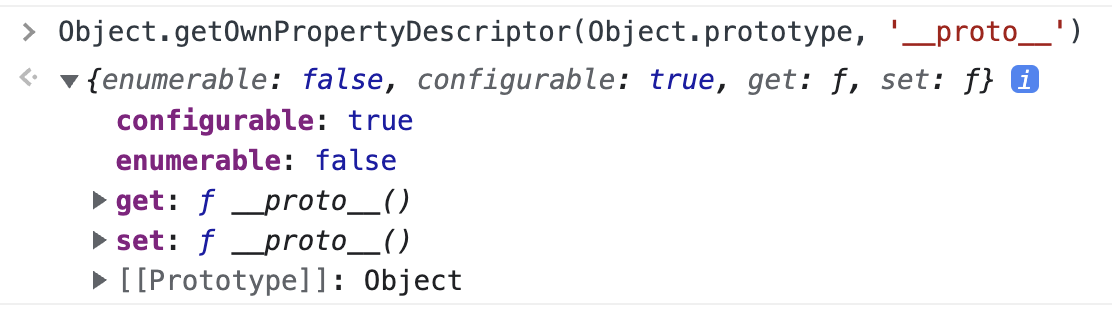 > Object.getOwnPropertyDescriptor(Object.prototype, '__proto__')
<· ▼ {enumerable: false, configurable: true, get: ƒ, set: ƒ} i
configurable: true
enumerable: false
▶ get: ƒ __proto__()
▶ set: ƒ __proto__()
▶ [[Prototype]]: Object